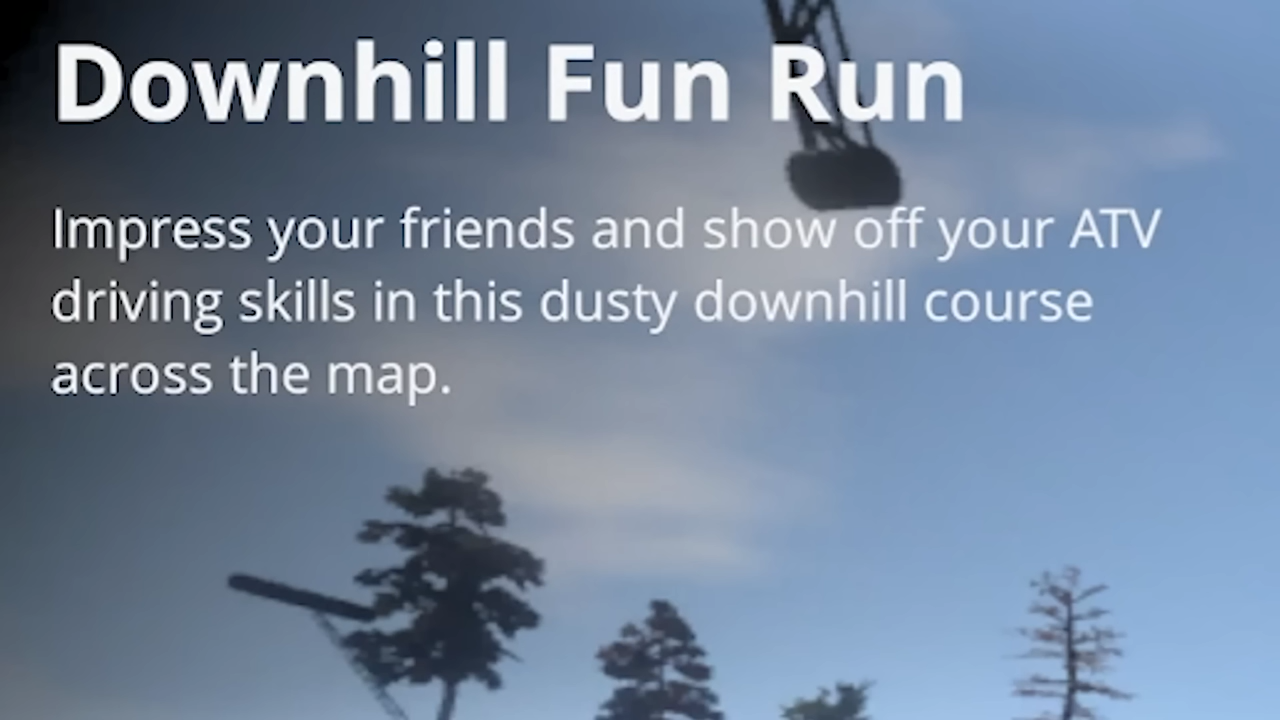 Downhill Fun Run
Impress your friends and show off your ATV
driving skills in this dusty downhill course
across the map.